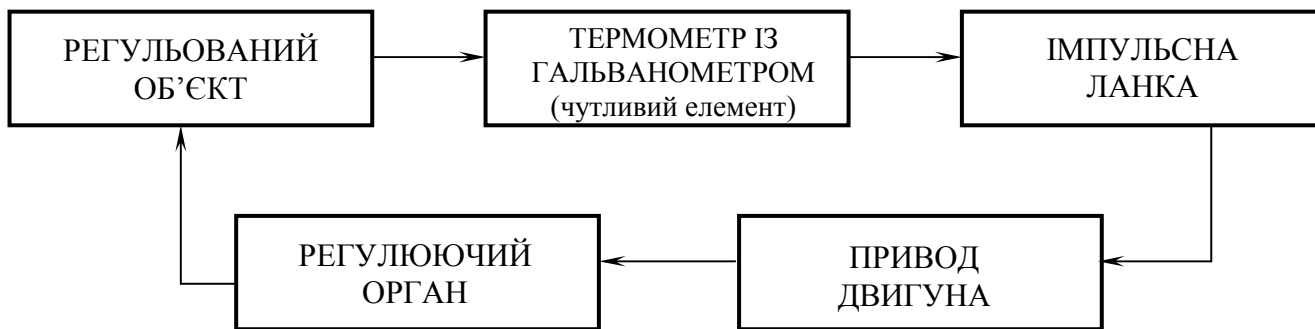 РЕГУЛЬОВАНИЙ
ОБ’ЄКТ
ТЕРМОМЕТР ІЗ
ГАЛЬВАНОМЕТРОМ
(чутливий елемент)
ІМПУЛЬСНА
ЛАНКА
РЕГУЛЮЮЧИЙ
ОРГАН
ПРИВОД
ДВИГУНА